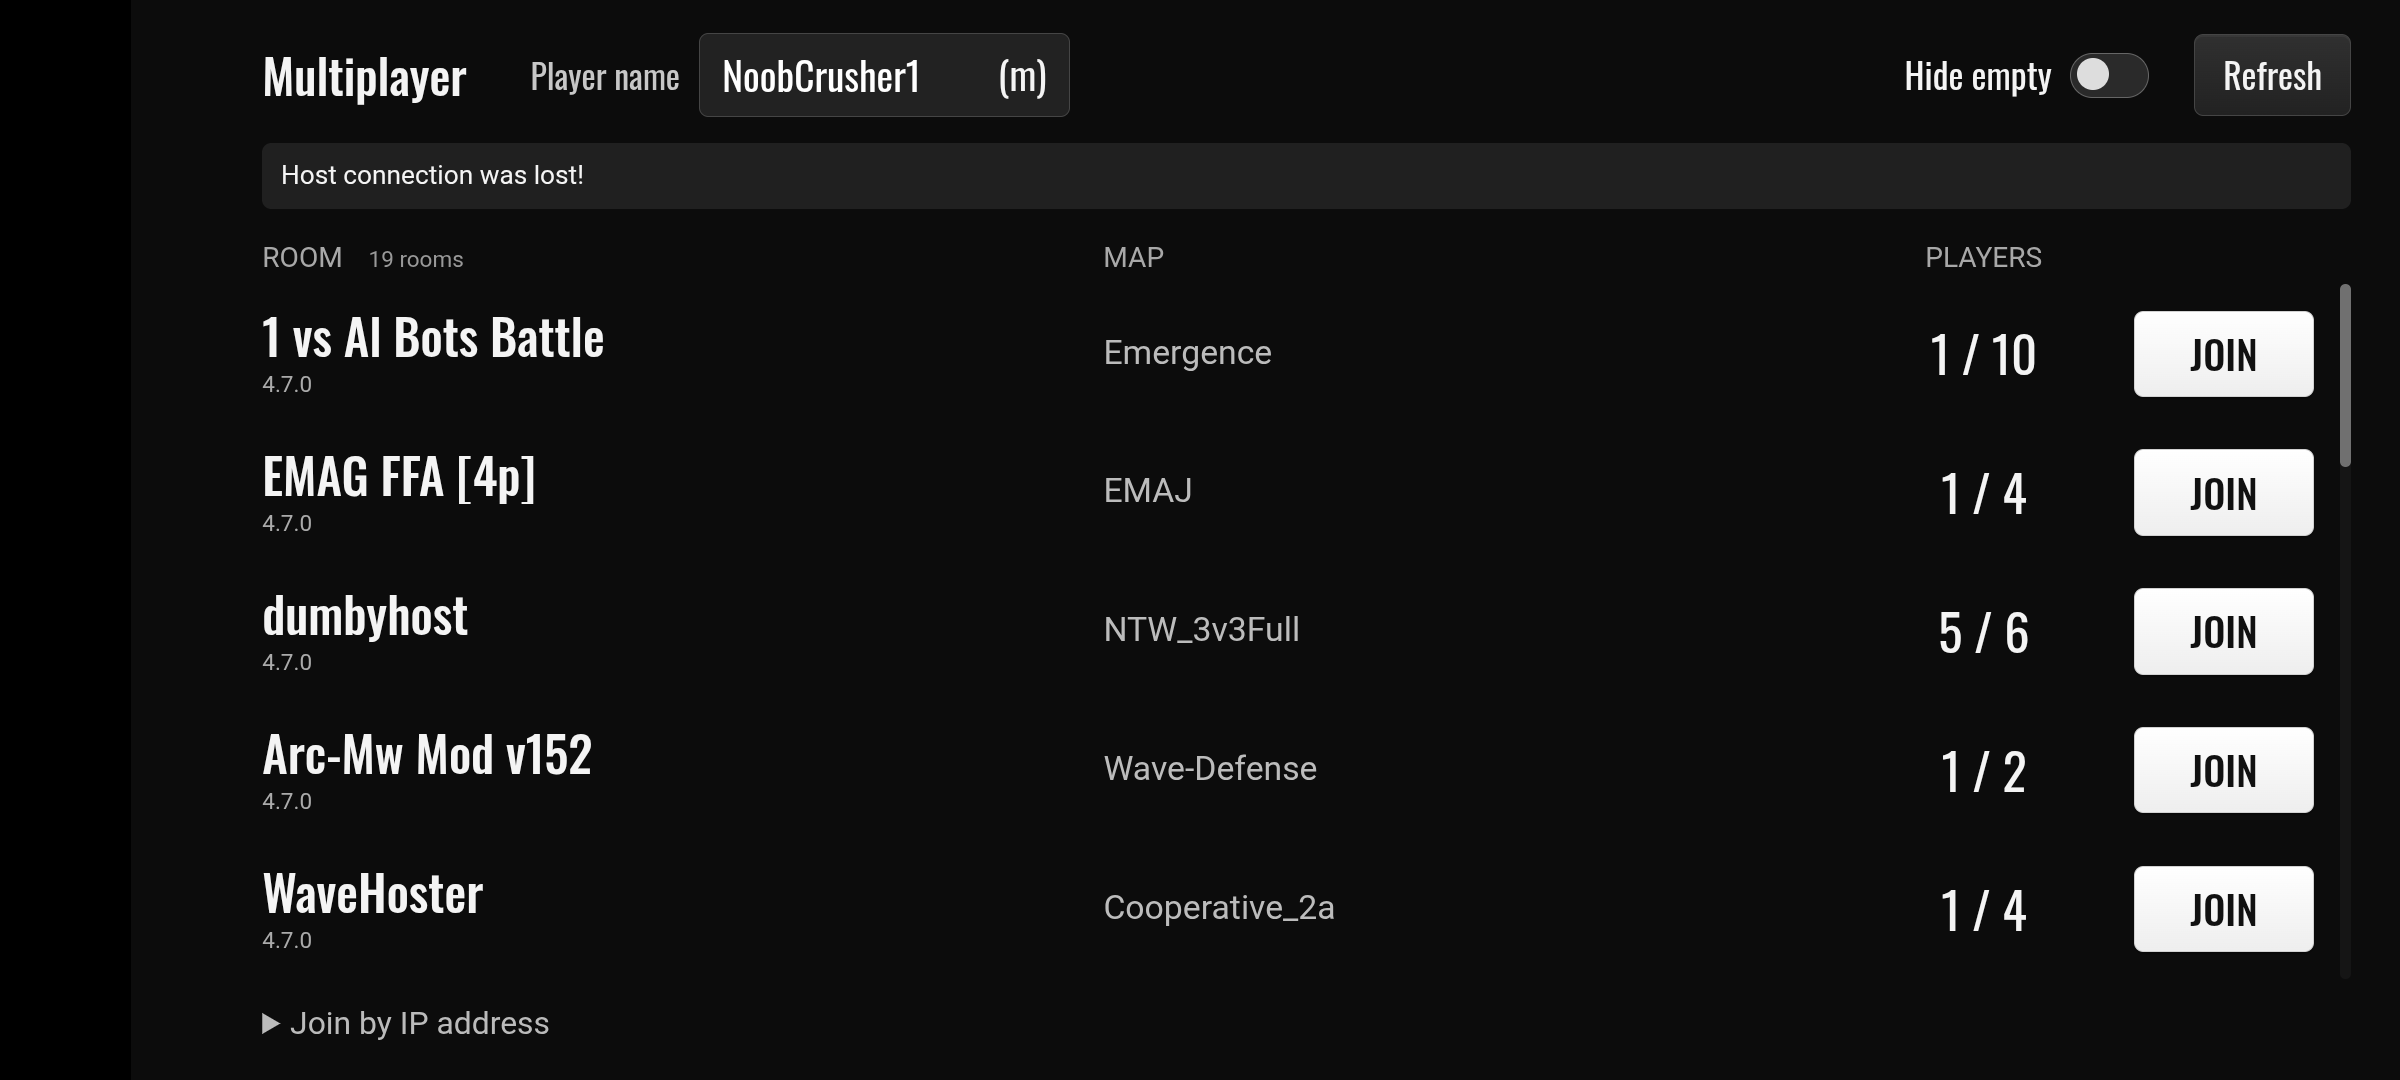 Multiplayer Player name NoobCrusher1 (m) Hide empty Refresh
Host connection was lost!
ROOM 19 rooms MAP PLAYERS
1 vs AI Bots Battle Emergence 1 / 10 JOIN
4.7.0
EMAG FFA [4p] EMAJ 1 / 4 JOIN
4.7.0
dumbyhost NTW_3v3Full 5 / 6 JOIN
4.7.0
Arc-Mw Mod v152 Wave-Defense 1 / 2 JOIN
4.7.0
WaveHoster Cooperative_2a 1 / 4 JOIN
4.7.0
Join by IP address